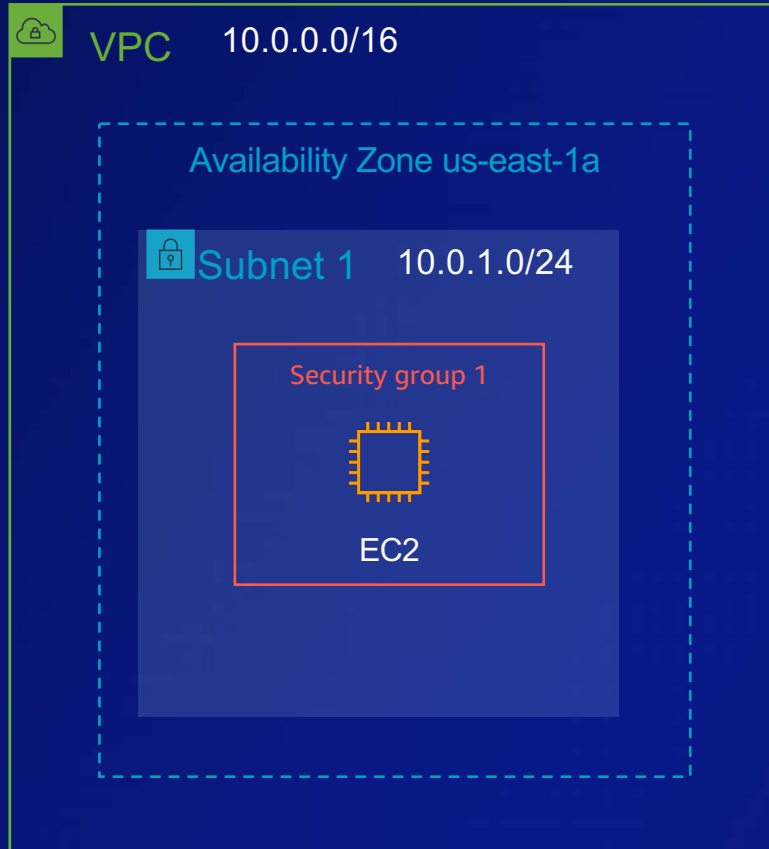 VPC 10.0.0.0/16
Availability Zone us-east-1a
Subnet 1 10.0.1.0/24
Security group 1
EC2